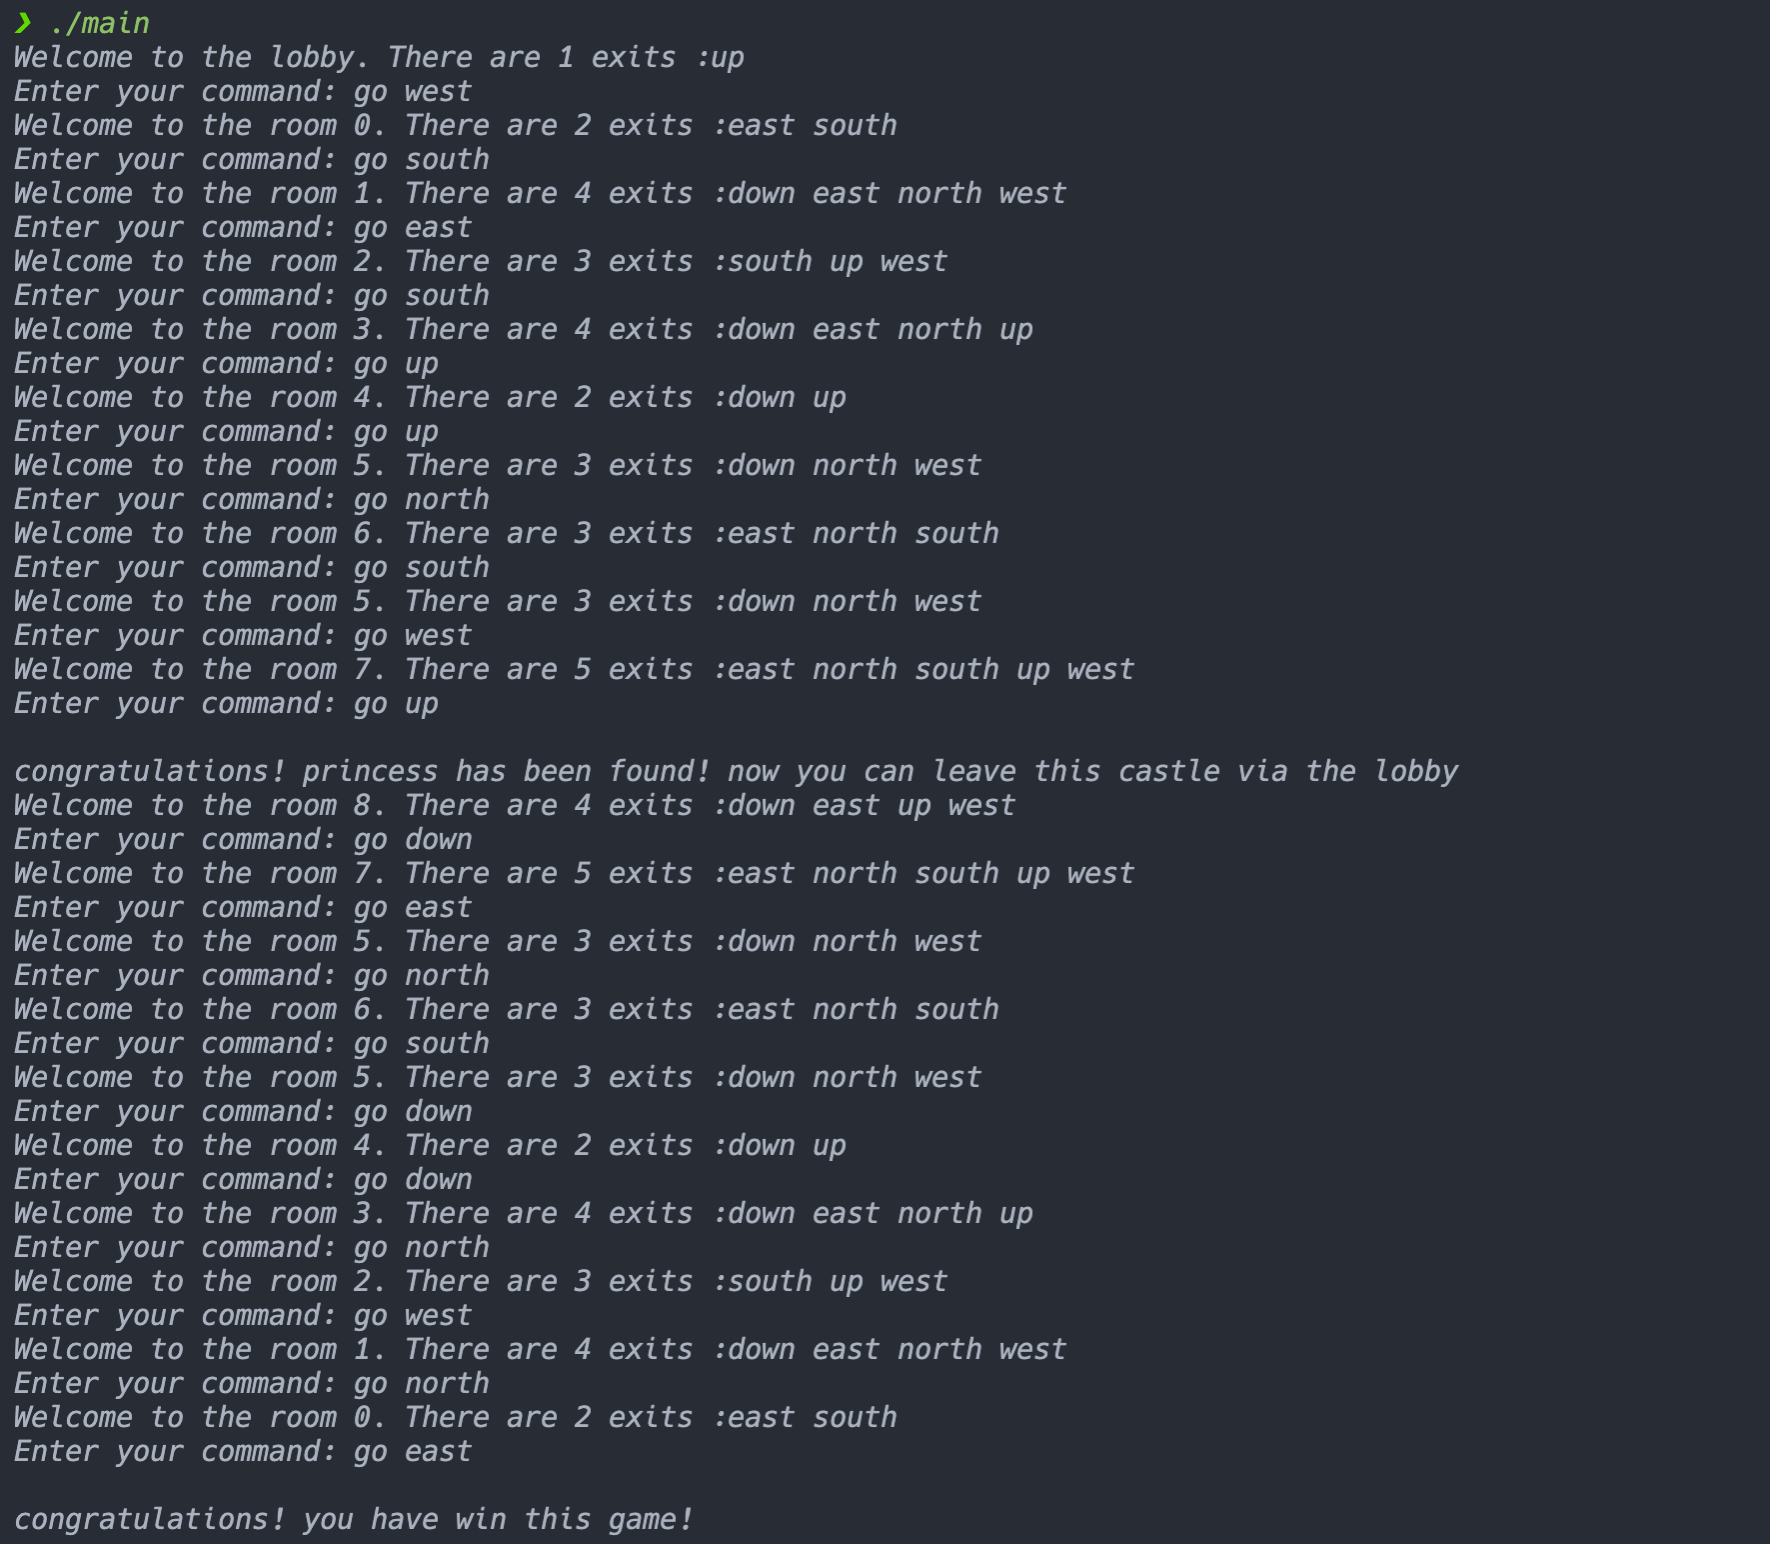 ❯ ./main
Welcome to the lobby. There are 1 exits :up
Enter your command: go west
Welcome to the room 0. There are 2 exits :east south
Enter your command: go south
Welcome to the room 1. There are 4 exits :down east north west
Enter your command: go east
Welcome to the room 2. There are 3 exits :south up west
Enter your command: go south
Welcome to the room 3. There are 4 exits :down east north up
Enter your command: go up
Welcome to the room 4. There are 2 exits :down up
Enter your command: go up
Welcome to the room 5. There are 3 exits :down north west
Enter your command: go north
Welcome to the room 6. There are 3 exits :east north south
Enter your command: go south
Welcome to the room 5. There are 3 exits :down north west
Enter your command: go west
Welcome to the room 7. There are 5 exits :east north south up west
Enter your command: go up

congratulations! princess has been found! now you can leave this castle via the lobby
Welcome to the room 8. There are 4 exits :down east up west
Enter your command: go down
Welcome to the room 7. There are 5 exits :east north south up west
Enter your command: go east
Welcome to the room 5. There are 3 exits :down north west
Enter your command: go north
Welcome to the room 6. There are 3 exits :east north south
Enter your command: go south
Welcome to the room 5. There are 3 exits :down north west
Enter your command: go down
Welcome to the room 4. There are 2 exits :down up
Enter your command: go down
Welcome to the room 3. There are 4 exits :down east north up
Enter your command: go north
Welcome to the room 2. There are 3 exits :south up west
Enter your command: go west
Welcome to the room 1. There are 4 exits :down east north west
Enter your command: go north
Welcome to the room 0. There are 2 exits :east south
Enter your command: go east

congratulations! you have win this game!